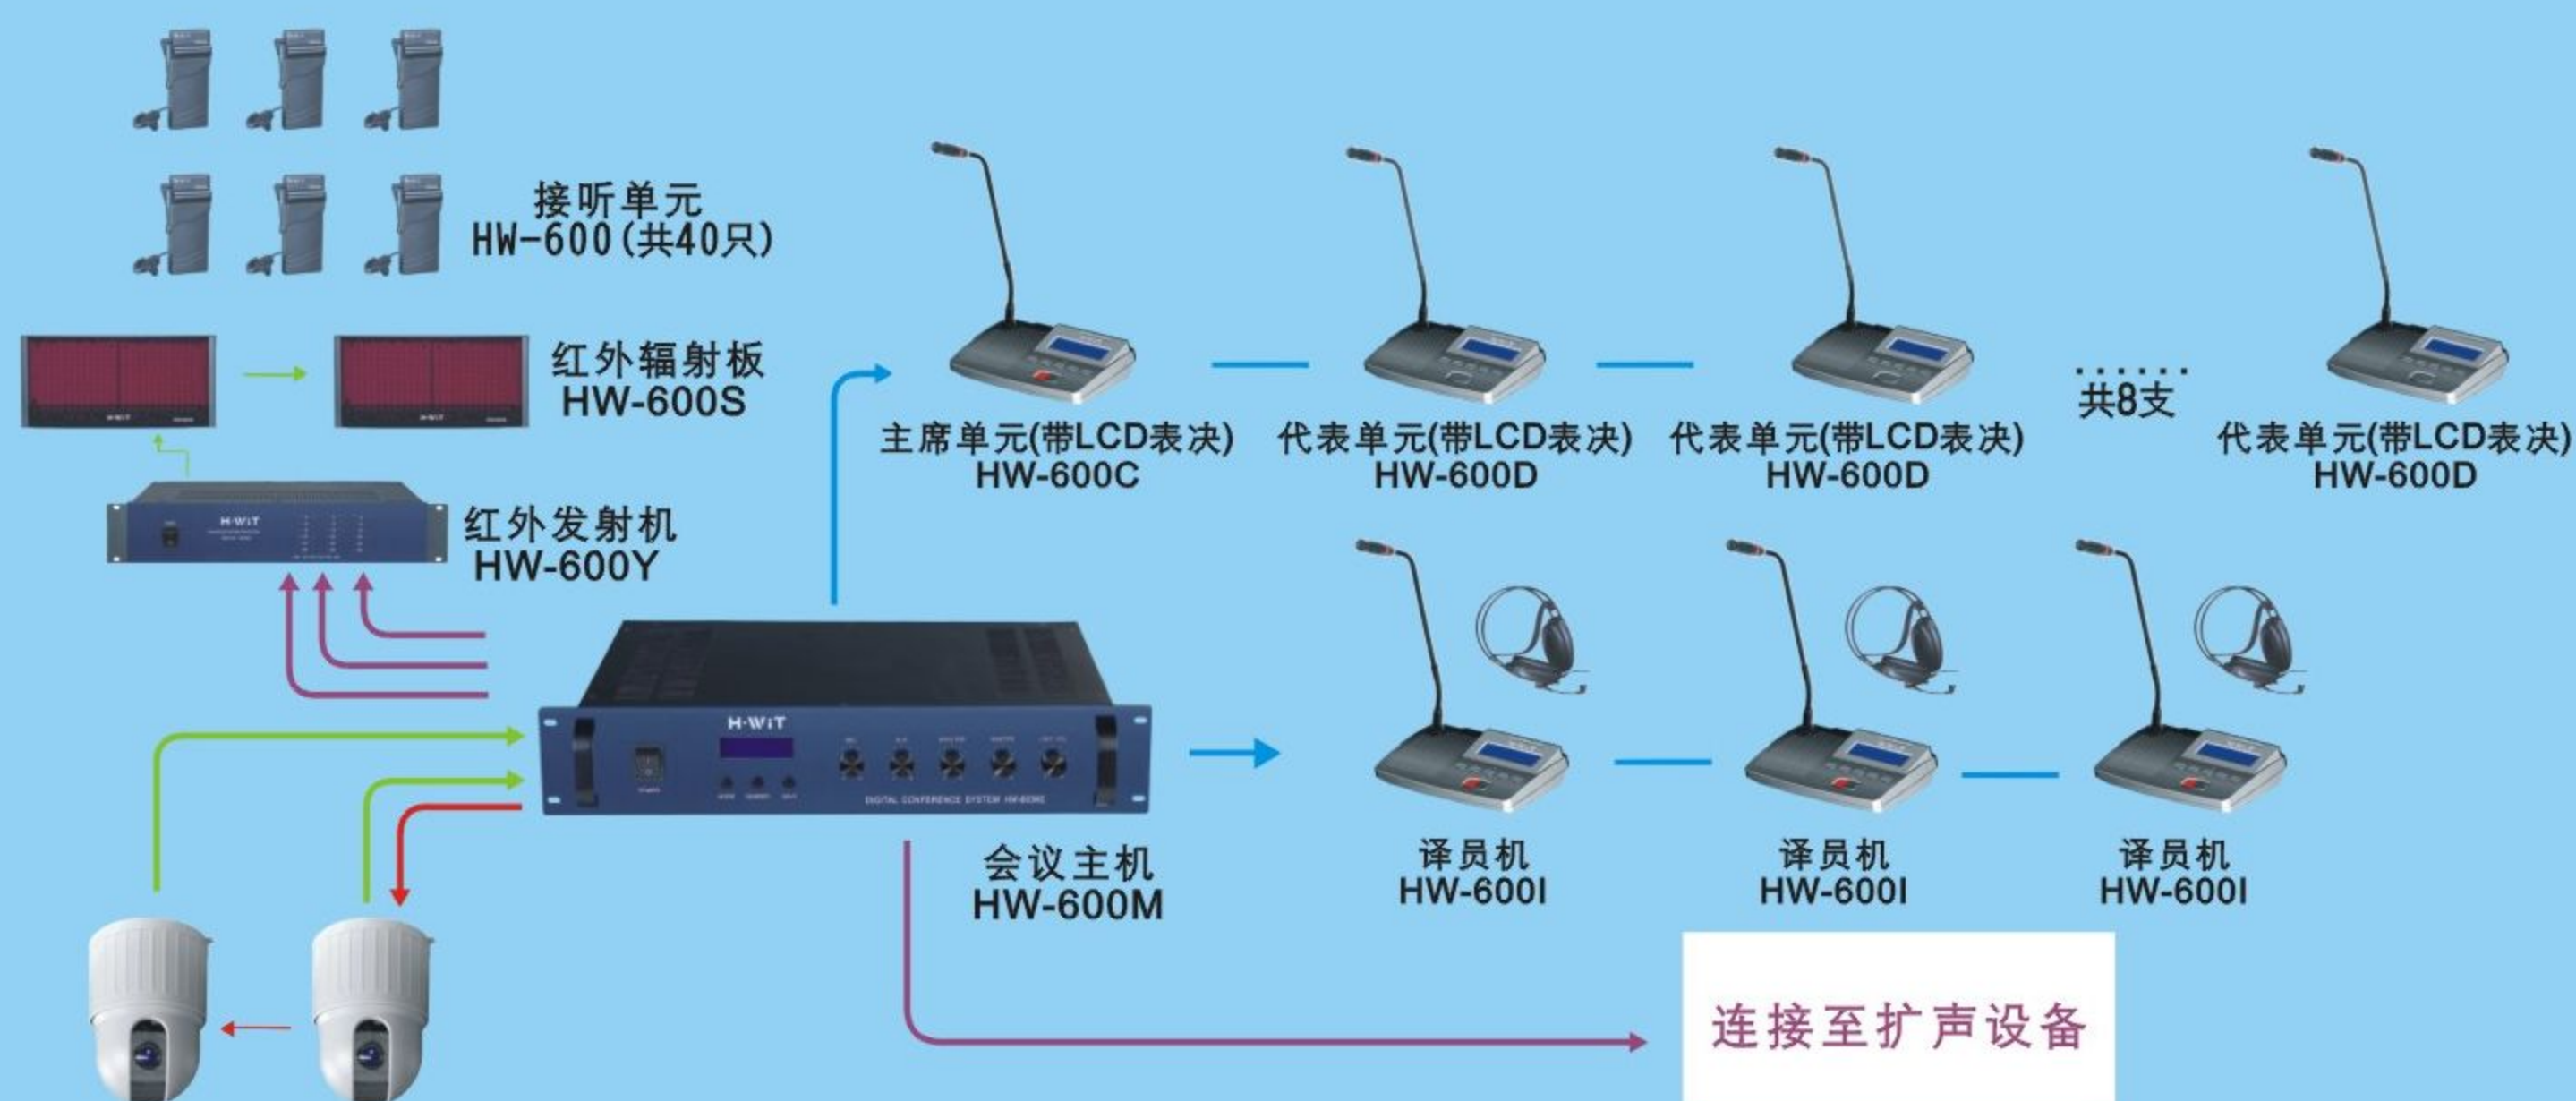 接听单元
HW-600(共40只)
红外辐射板
HW-600S
H·WiT
H·WiT
红外发射机
HW-600Y
H·WiT
主席单元(带LCD表决)
HW-600C
代表单元(带LCD表决)
HW-600D
代表单元(带LCD表决)
HW-600D
......
共8支
代表单元(带LCD表决)
HW-600D
H·WiT
POWER
会议主机
HW-600M
译员机
HW-600I
译员机
HW-600I
译员机
HW-600I
连接至扩声设备